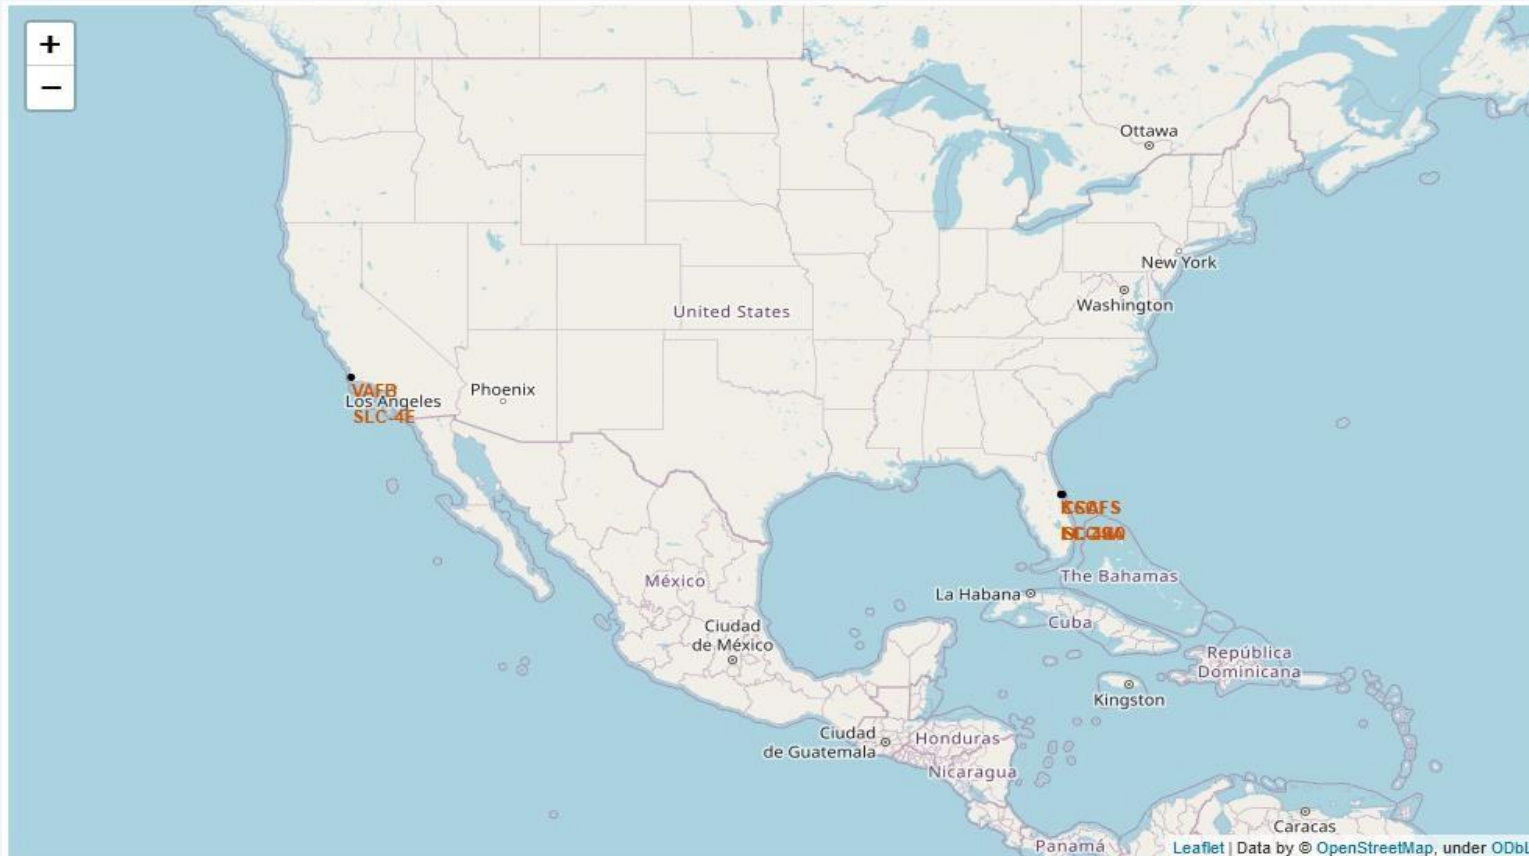 +
−
Ottawa
New York
Washington
United States
VAFB
Los Angeles
SLC-4E
Phoenix
The Bahamas
México
La Habana
Cuba
Ciudad
de México
República
Dominicana
Kingston
Ciudad
de Guatemala
Honduras
Nicaragua
Caracas
Panamá
Leaflet | Data by © OpenStreetMap, under ODbL